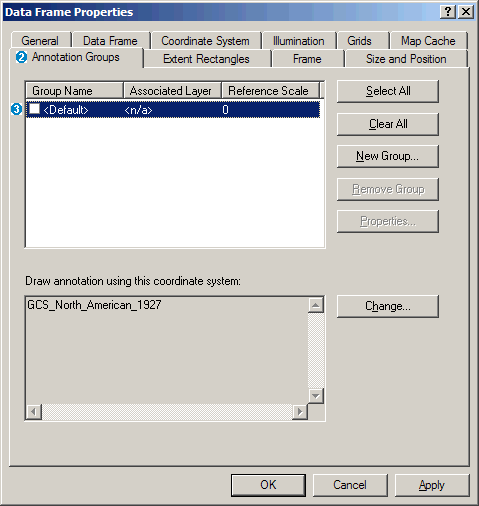 Data Frame Properties
General Data Frame Coordinate System Illumination Grids Map Cache
2 Annotation Groups Extent Rectangles Frame Size and Position
Group Name Associated Layer Reference Scale
3 <Default> <n/a> 0
Select All
Clear All
New Group...
Remove Group
Properties...
Draw annotation using this coordinate system:
GCS_North_American_1927
Change...
OK Cancel Apply